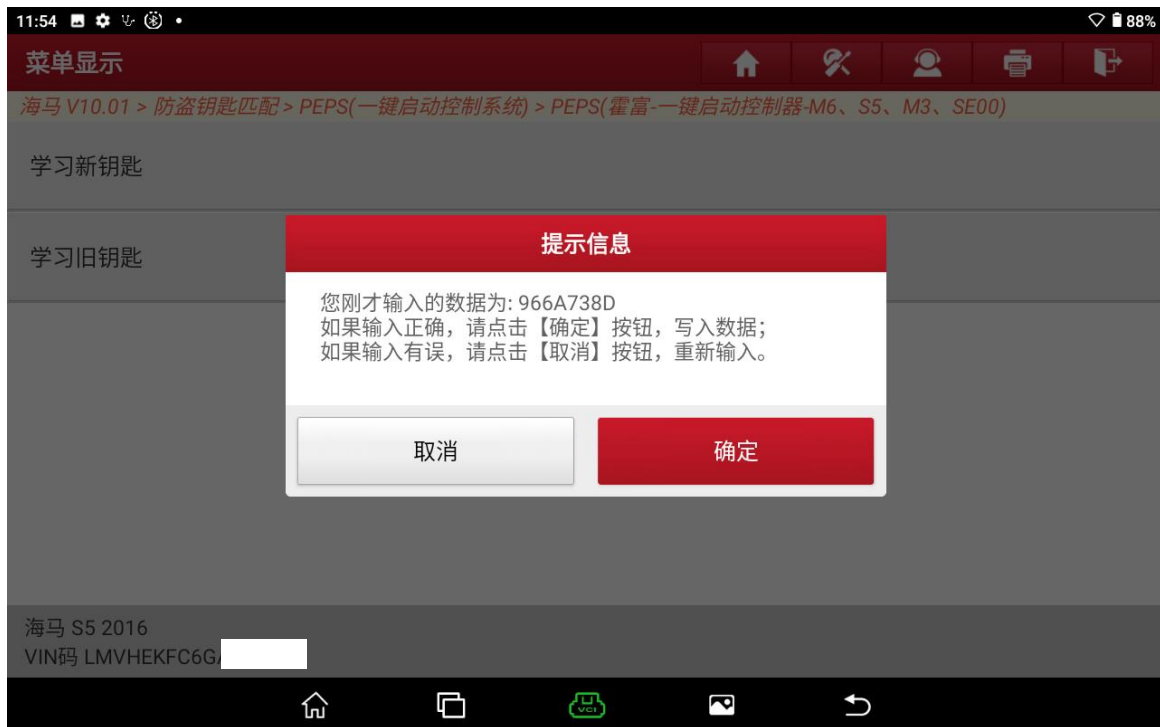 11:54
88%
菜单显示
海马 V10.01 > 防盗钥匙匹配 > PEPS(一键启动控制系统) > PEPS(霍富-一键启动控制器-M6、S5、M3、SE00)
学习新钥匙
学习旧钥匙
提示信息
您刚才输入的数据为: 966A738D
如果输入正确，请点击【确定】按钮，写入数据；
如果输入有误，请点击【取消】按钮，重新输入。
取消
确定
海马 S5 2016
VIN码 LMVHEKFC6G
VCI